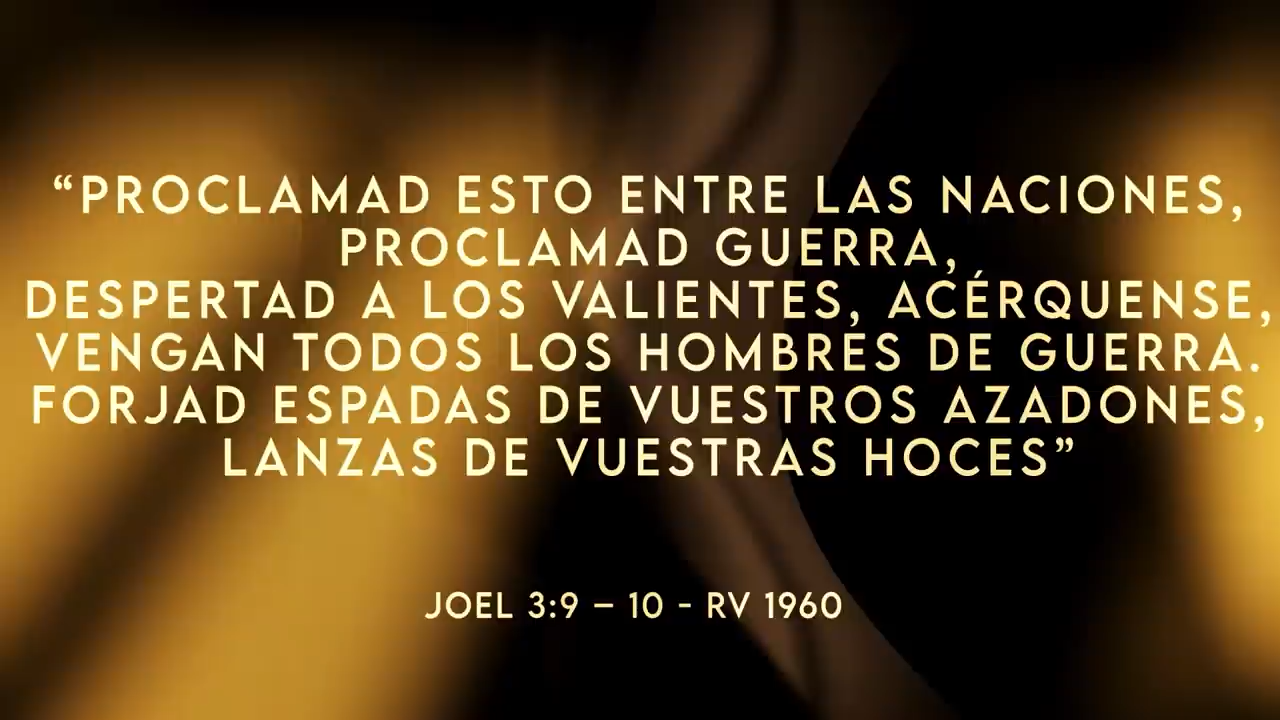 “PROCLAMAD ESTO ENTRE LAS NACIONES,
PROCLAMAD GUERRA,
DESPERTAD A LOS VALIENTES, ACÉRQUENSE,
VENGAN TODOS LOS HOMBRES DE GUERRA.
FORJAD ESPADAS DE VUESTROS AZADONES,
LANZAS DE VUESTRAS HOCES”
JOEL 3:9 – 10 - RV 1960